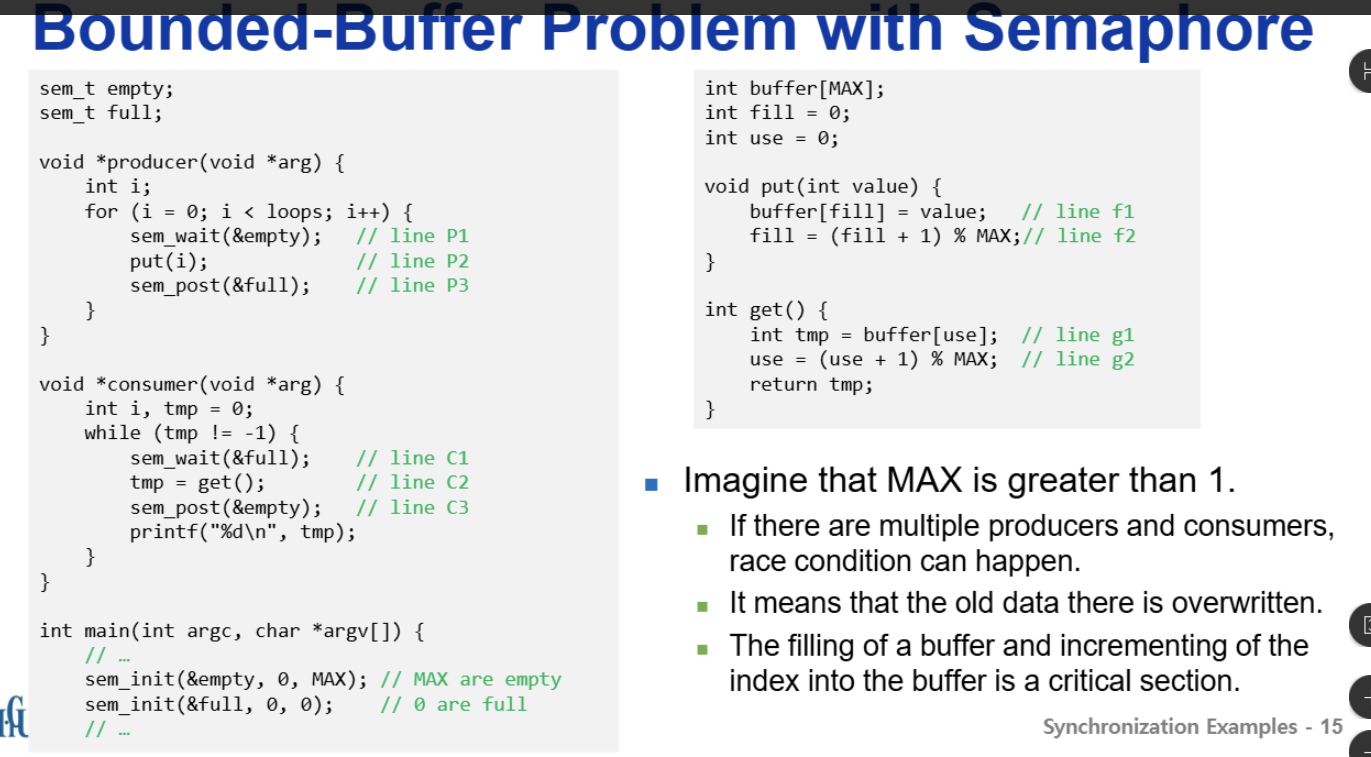 Bounded-Buffer Problem with Semaphore
sem_t empty;
sem_t full;
void *producer(void *arg) {
int i;
for (i = 0; i < loops; i++) {
sem_wait(&empty); // line P1
put(i); // line P2
sem_post(&full); // line P3
}
}
void *consumer(void *arg) {
int i, tmp = 0;
while (tmp != -1) {
sem_wait(&full); // line C1
tmp = get(); // line C2
sem_post(&empty); // line C3
printf("%d\n", tmp);
}
}
int main(int argc, char *argv[]) {
// …
sem_init(&empty, 0, MAX); // MAX are empty
sem_init(&full, 0, 0); // 0 are full
// …
int buffer[MAX];
int fill = 0;
int use = 0;
void put(int value) {
buffer[fill] = value; // line f1
fill = (fill + 1) % MAX;// line f2
}
int get() {
int tmp = buffer[use]; // line g1
use = (use + 1) % MAX; // line g2
return tmp;
}
Imagine that MAX is greater than 1.
If there are multiple producers and consumers,
race condition can happen.
It means that the old data there is overwritten.
The filling of a buffer and incrementing of the
index into the buffer is a critical section.
Synchronization Examples - 15